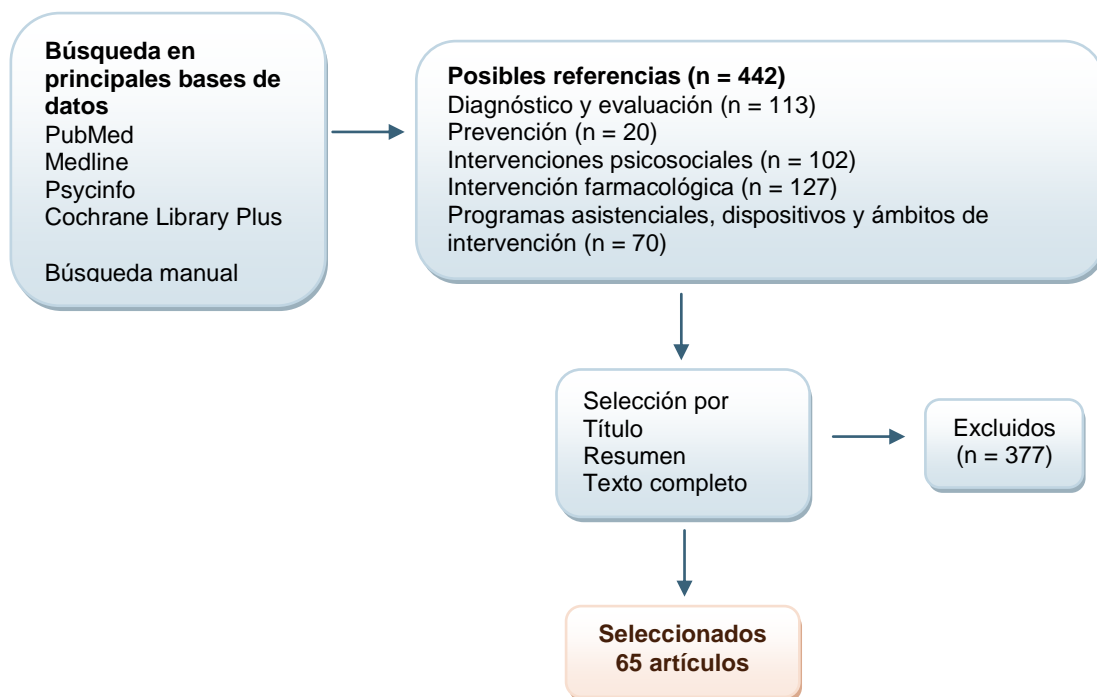 Búsqueda en
principales bases de
datos
PubMed
Medline
Psycinfo
Cochrane Library Plus
Búsqueda manual
Posibles referencias (n = 442)
Diagnóstico y evaluación (n = 113)
Prevención (n = 20)
Intervenciones psicosociales (n = 102)
Intervención farmacológica (n = 127)
Programas asistenciales, dispositivos y ámbitos de
intervención (n = 70)
Selección por
Título
Resumen
Texto completo
Excluidos
(n = 377)
Seleccionados
65 artículos